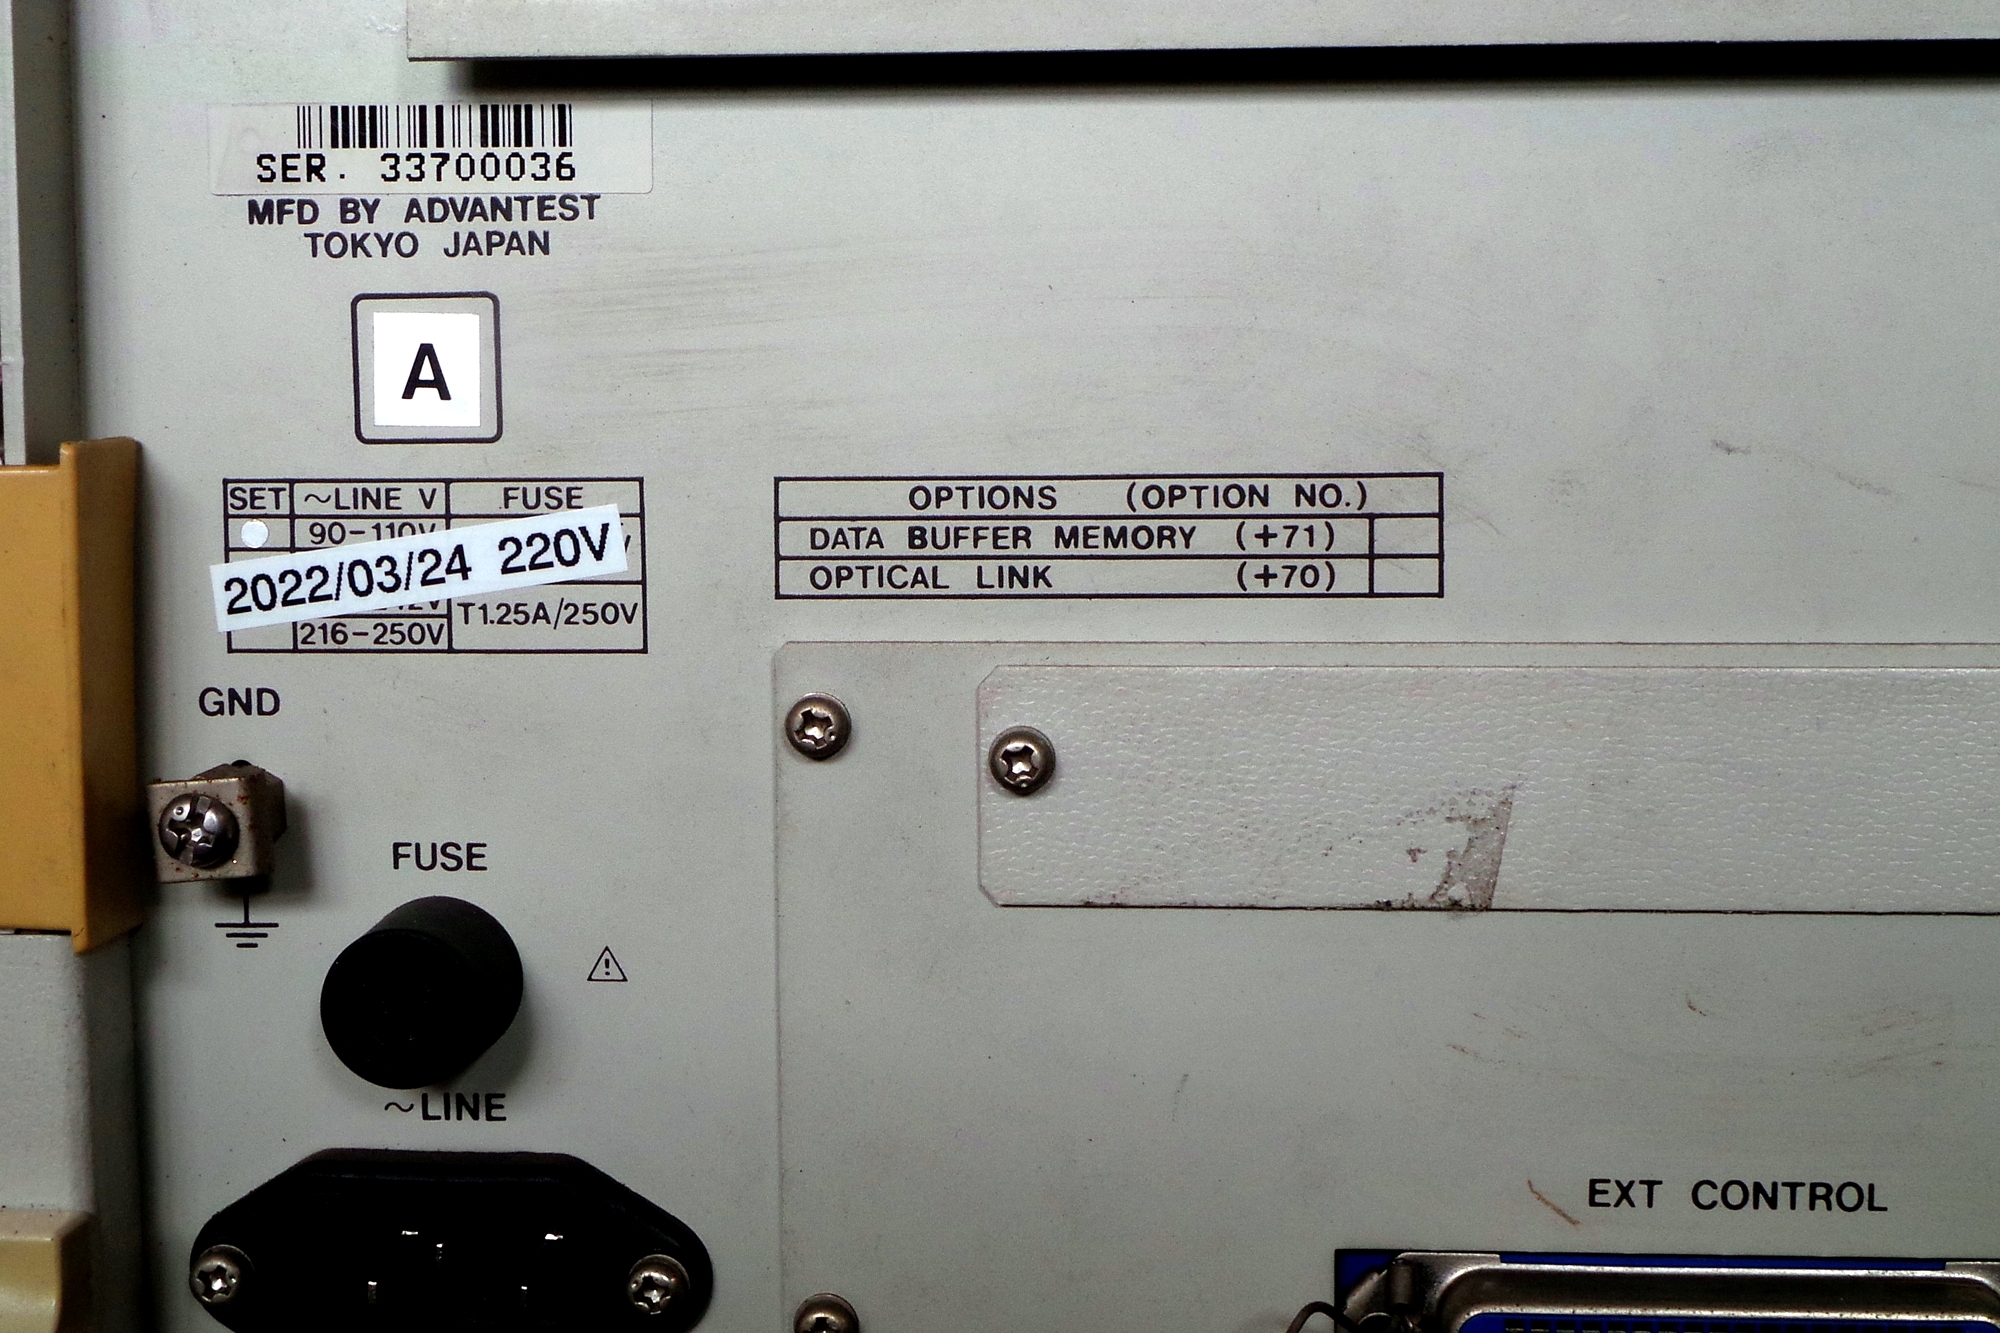 SER. 33700036
MFD BY ADVANTEST
TOKYO JAPAN
A
SET ~LINE V FUSE
90-110V
2022/03/24 220V
T1.25A/250V
216-250V
OPTIONS (OPTION NO.)
DATA BUFFER MEMORY (+71)
OPTICAL LINK (+70)
GND
FUSE
~LINE
EXT CONTROL